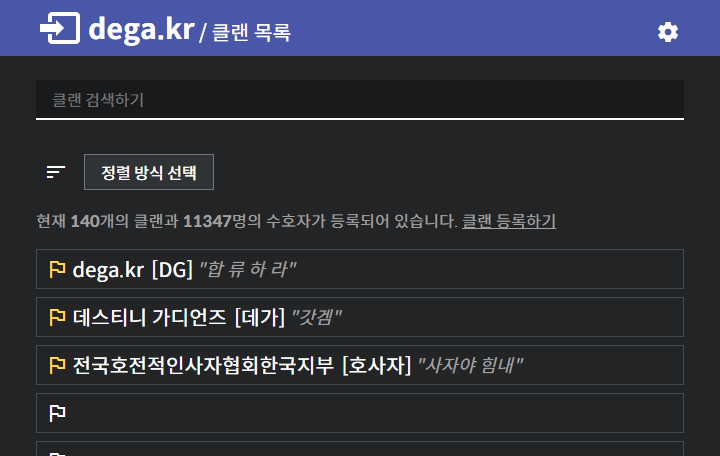 dega.kr / 클랜 목록
클랜 검색하기
정렬 방식 선택
현재 140개의 클랜과 11347명의 수호자가 등록되어 있습니다. 클랜 등록하기
dega.kr [DG] "합 류 하 라"
데스티니 가디언즈 [데가] "갓겜"
전국호전적인사자협회한국지부 [호사자] "사자야 힘내"